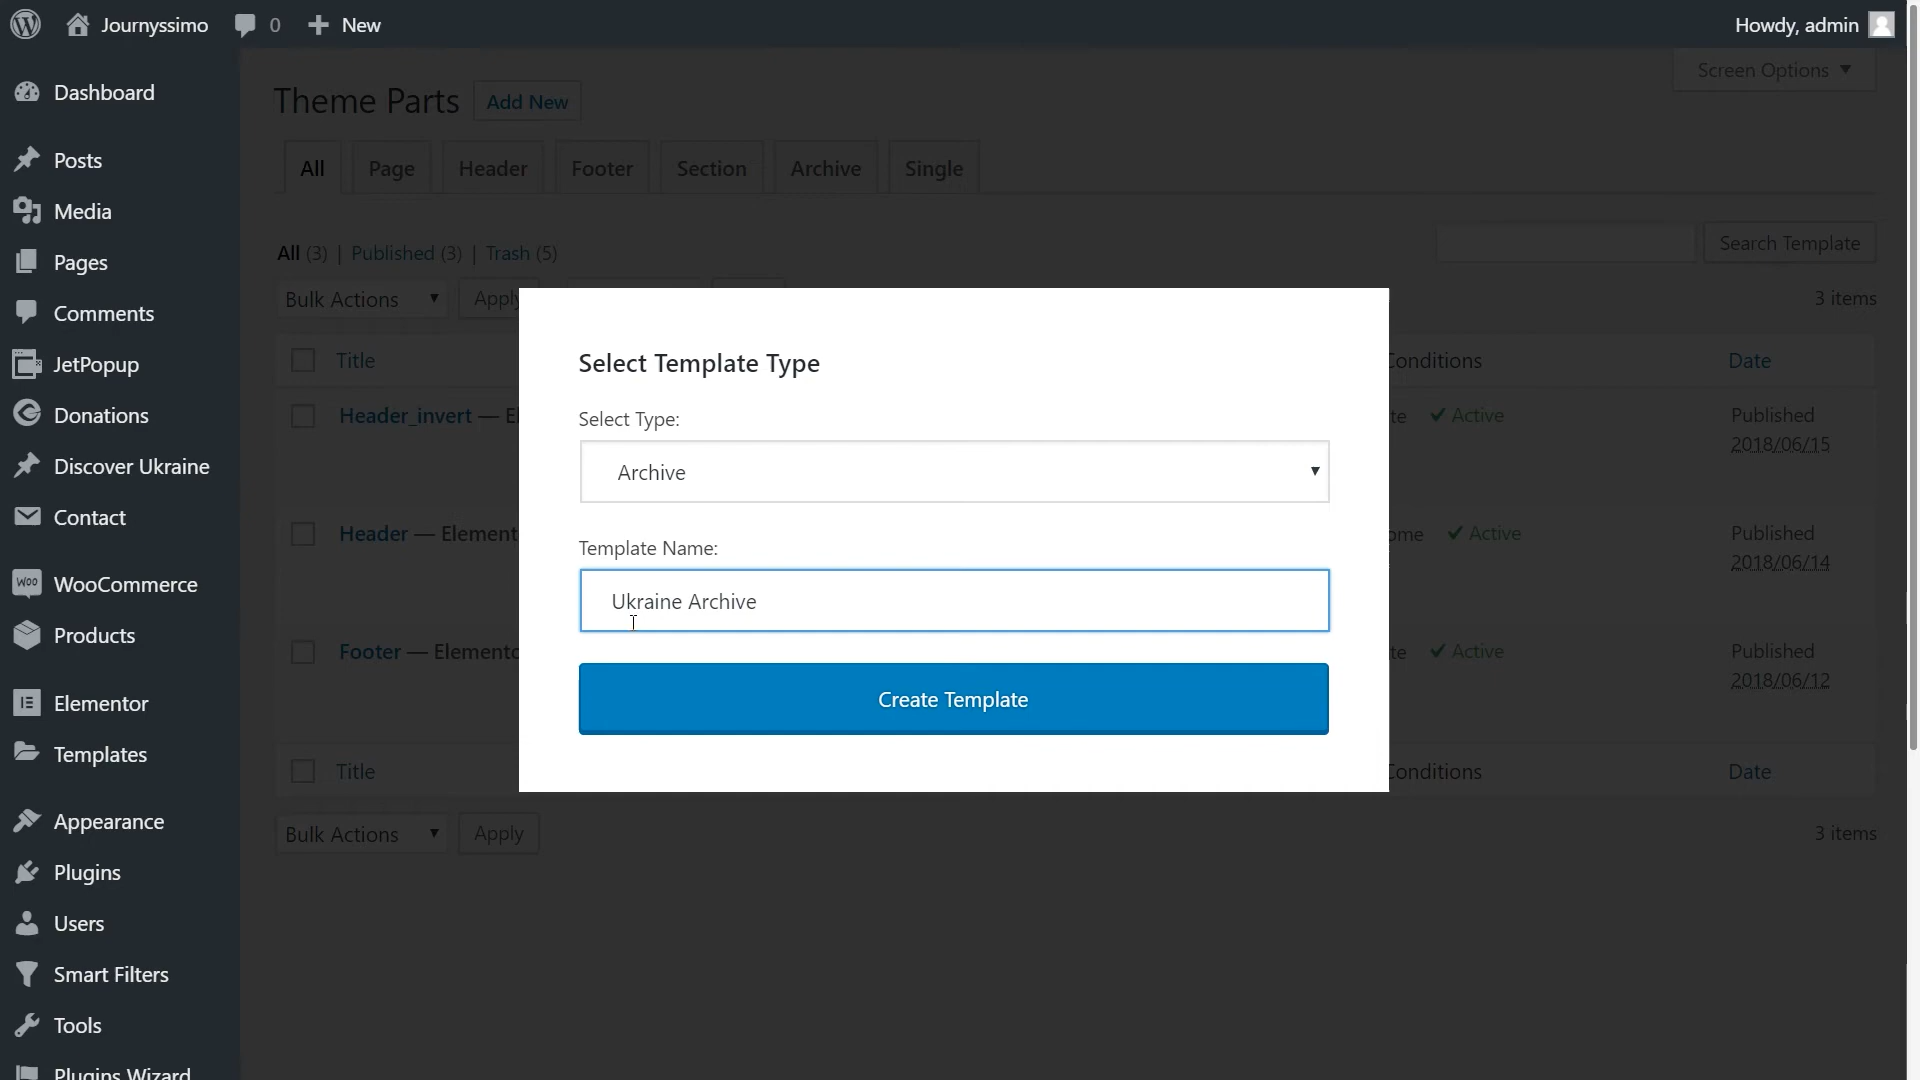 Journyssimo 0 New Howdy, admin
Screen Options
Dashboard
Posts
Media
Pages
Comments
JetPopup
Donations
Discover Ukraine
Contact
WOO WooCommerce
Products
Elementor
Templates
Appearance
Plugins
Users
Smart Filters
Tools
Plugins Wizard
Theme Parts Add New
All Page Header Footer Section Archive Single
All (3) | Published (3) | Trash (5)
Search Template
Bulk Actions Apply 3 items
Title Conditions Date
Header_invert — El te Active Published
2018/06/15
Header — Element ome Active Published
2018/06/14
Footer — Elemento te Active Published
2018/06/12
Title Conditions Date
Bulk Actions Apply 3 items
Select Template Type
Select Type:
Archive
Template Name:
Ukraine Archive
Create Template